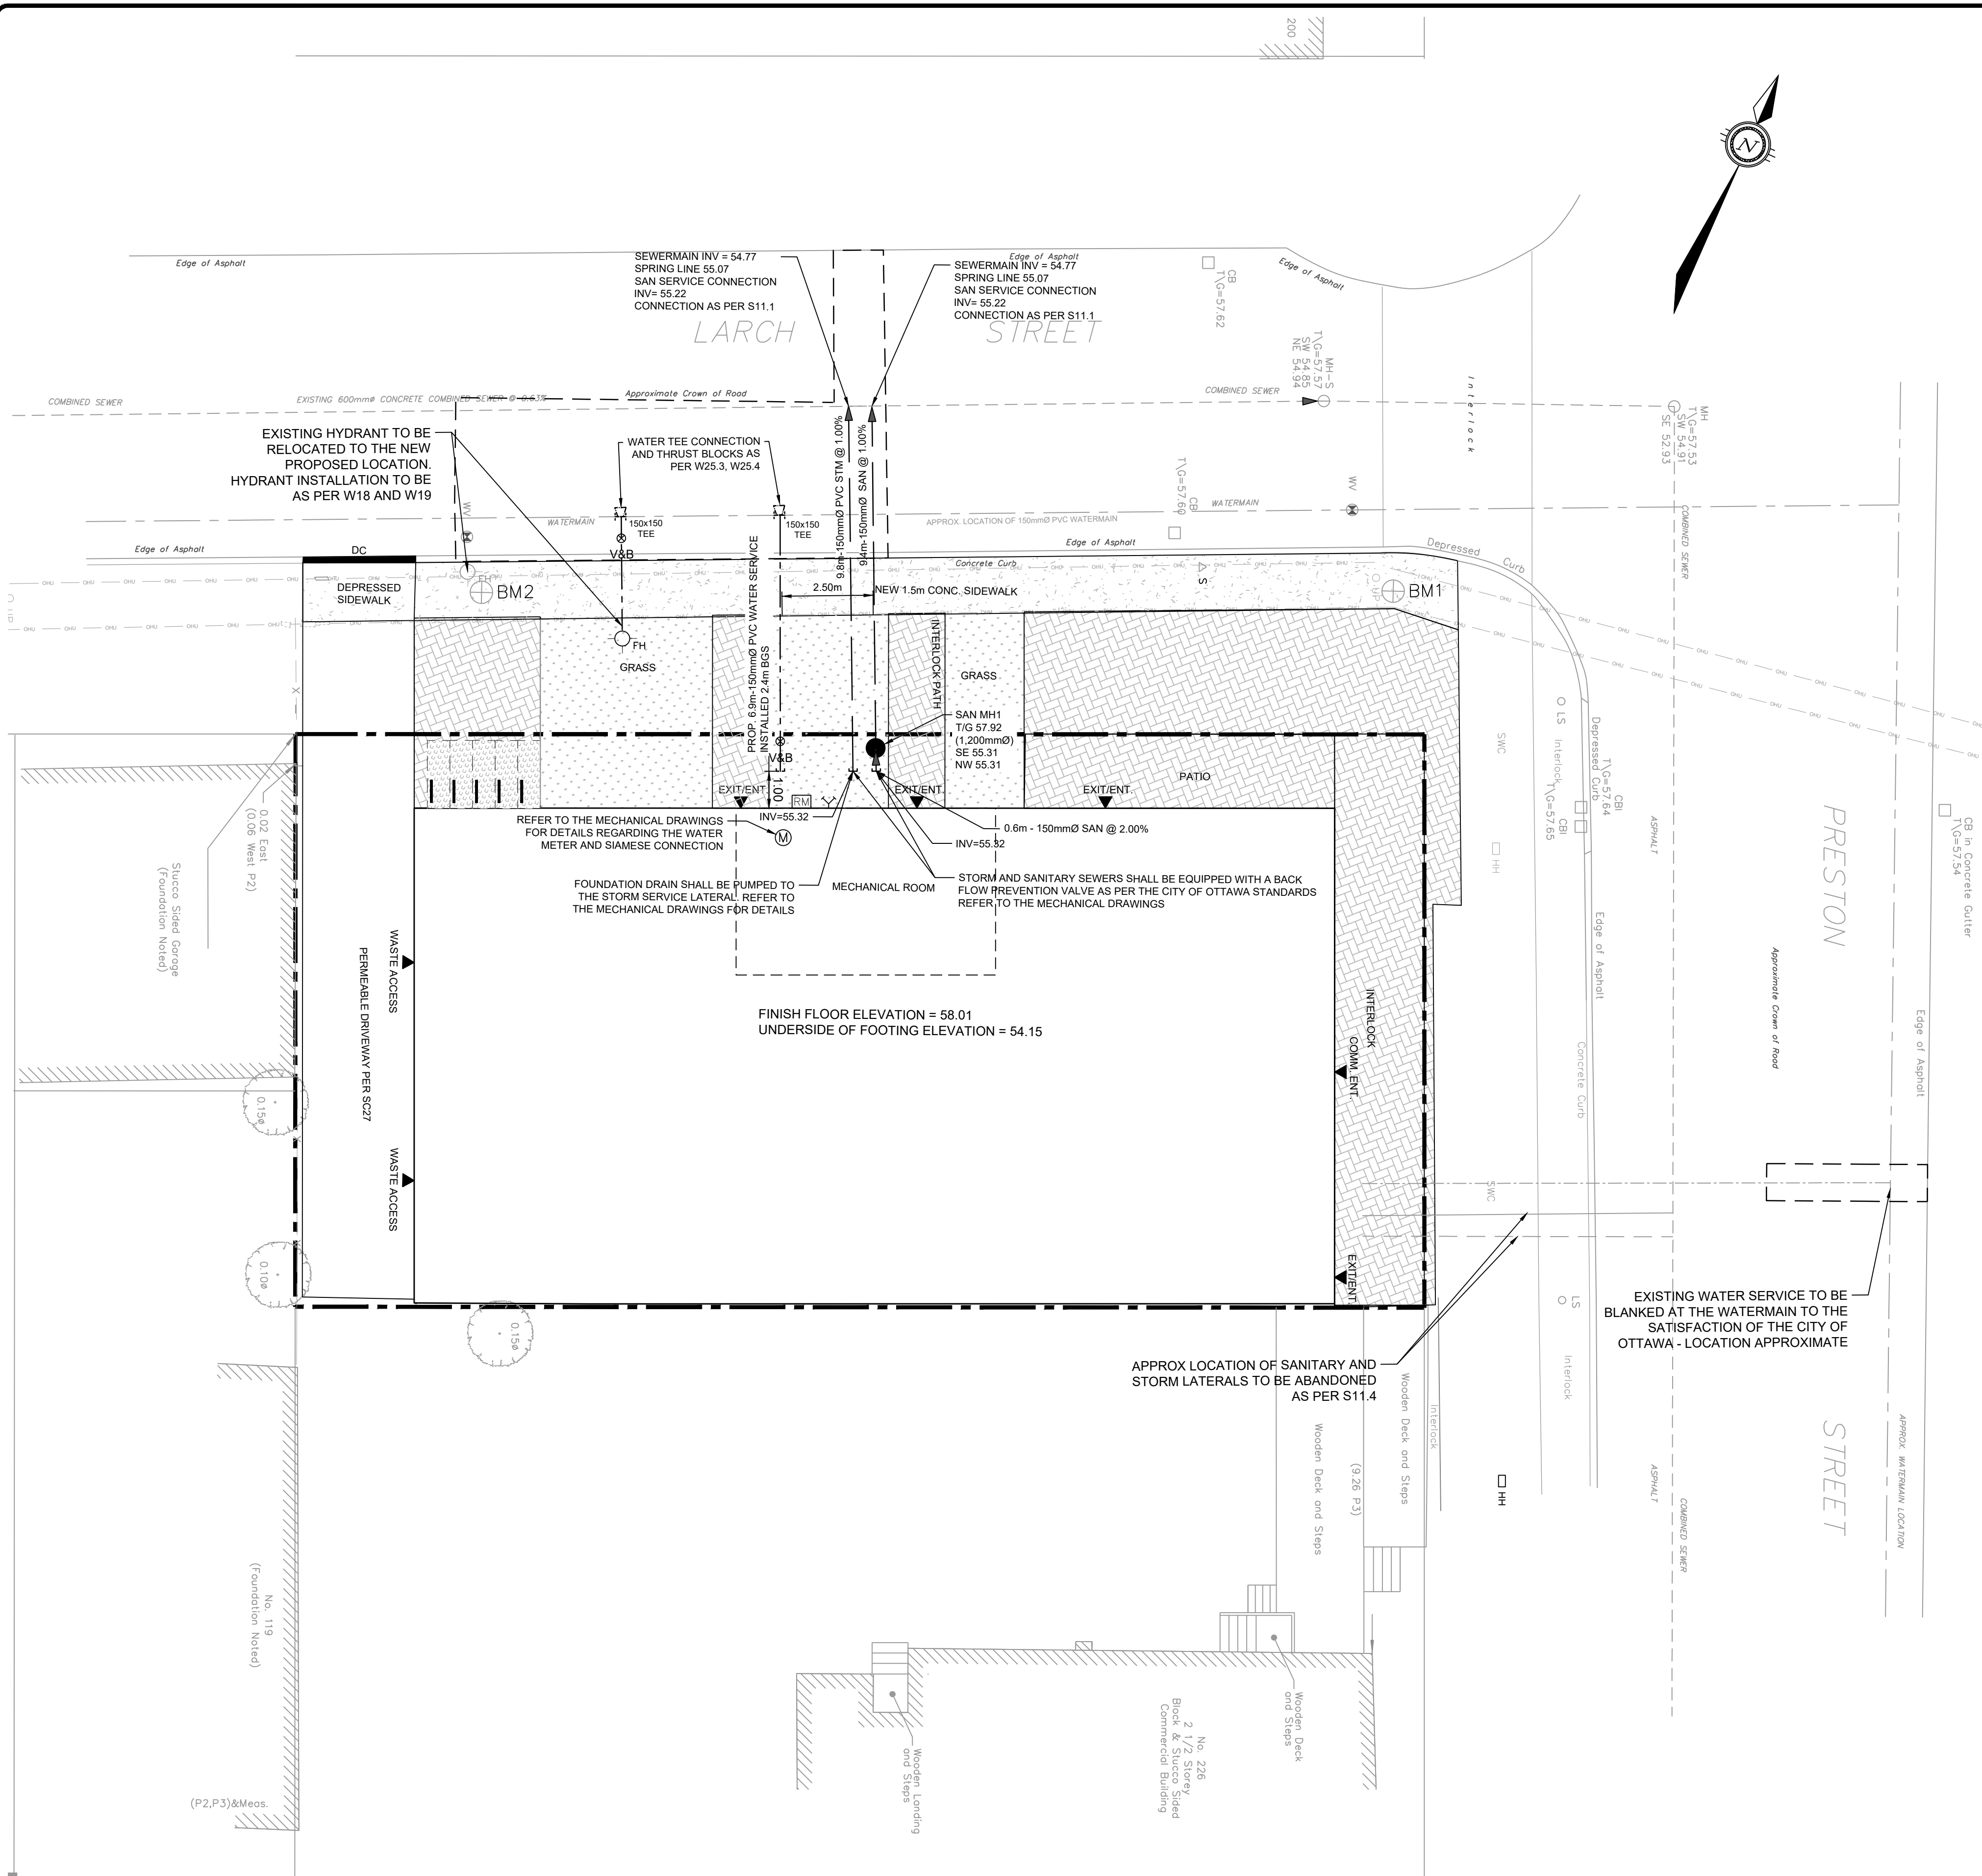 200
N
Edge of Asphalt
SEWERMAIN INV = 54.77
SPRING LINE 55.07
SAN SERVICE CONNECTION
INV= 55.22
CONNECTION AS PER S11.1
Edge of Asphalt
SEWERMAIN INV = 54.77
SPRING LINE 55.07
SAN SERVICE CONNECTION
INV= 55.22
CONNECTION AS PER S11.1
CB
T\G=57.62
Edge of Asphalt
LARCH STREET
MH-S
T\G=57.57
SW 54.85
NE 54.94
Interlock
COMBINED SEWER
EXISTING 600mmø CONCRETE COMBINED SEWER @ 0.63%
Approximate Crown of Road
COMBINED SEWER
MH
T\G=57.53
SW 54.91
SE 52.93
EXISTING HYDRANT TO BE
RELOCATED TO THE NEW
PROPOSED LOCATION.
HYDRANT INSTALLATION TO BE
AS PER W18 AND W19
WATER TEE CONNECTION
AND THRUST BLOCKS AS
PER W25.3, W25.4
9.8m-150mmØ PVC STM @ 1.00%
9.4m-150mmØ SAN @ 1.00%
WV
WATERMAIN
150x150
TEE
150x150
TEE
APPROX. LOCATION OF 150mmØ PVC WATERMAIN
CB
T\G=57.60
WATERMAIN
WV
COMBINED SEWER
Edge of Asphalt
DC
V&B
Edge of Asphalt
Depressed Curb
Concrete Curb
DEPRESSED
SIDEWALK
FH
BM2
2.50m
NEW 1.5m CONC. SIDEWALK
S
UP
BM1
UP
OHU
X
FH
GRASS
PROP. 6.9m-150mmØ PVC WATER SERVICE
INSTALLED 2.4m BGS
INTERLOCK PATH
GRASS
SAN MH1
T/G 57.92
(1,200mmØ)
SE 55.31
NW 55.31
V&B
1.00
EXIT/ENT.
RM
EXIT/ENT.
EXIT/ENT.
PATIO
SWC
LS
Interlock
Depressed Curb
CBI
T\G=57.64
CBI
T\G=57.65
ASPHALT
PRESTON
CB in Concrete Gutter
T\G=57.54
REFER TO THE MECHANICAL DRAWINGS
FOR DETAILS REGARDING THE WATER
METER AND SIAMESE CONNECTION
INV=55.32
M
0.6m - 150mmØ SAN @ 2.00%
INV=55.32
0.02 East
(0.06 West P2)
Stucco Sided Garage
(Foundation Noted)
HH
FOUNDATION DRAIN SHALL BE PUMPED TO
THE STORM SERVICE LATERAL. REFER TO
THE MECHANICAL DRAWINGS FOR DETAILS
MECHANICAL ROOM
STORM AND SANITARY SEWERS SHALL BE EQUIPPED WITH A BACK
FLOW PREVENTION VALVE AS PER THE CITY OF OTTAWA STANDARDS
REFER TO THE MECHANICAL DRAWINGS
WASTE ACCESS
PERMEABLE DRIVEWAY PER SC27
Edge of Asphalt
Approximate Crown of Road
Edge of Asphalt
FINISH FLOOR ELEVATION = 58.01
UNDERSIDE OF FOOTING ELEVATION = 54.15
INTERLOCK
COMM. ENT.
Concrete Curb
0.15ø
WASTE ACCESS
SWC
0.10ø
EXIT/ENT.
0.15ø
LS
EXISTING WATER SERVICE TO BE
BLANKED AT THE WATERMAIN TO THE
SATISFACTION OF THE CITY OF
OTTAWA - LOCATION APPROXIMATE
APPROX LOCATION OF SANITARY AND
STORM LATERALS TO BE ABANDONED
AS PER S11.4
Interlock
Wooden Deck and Steps
Wooden Deck and Steps
(9.26 P3)
Interlock
HH
ASPHALT
COMBINED SEWER
STREET
APPROX. WATERMAIN LOCATION
No. 119
(Foundation Noted)
Wooden Deck
and Steps
No. 226
2 1/2 Storey
Block & Stucco Sided
Commercial Building
Wooden Landing
and Steps
(P2,P3)&Meas.